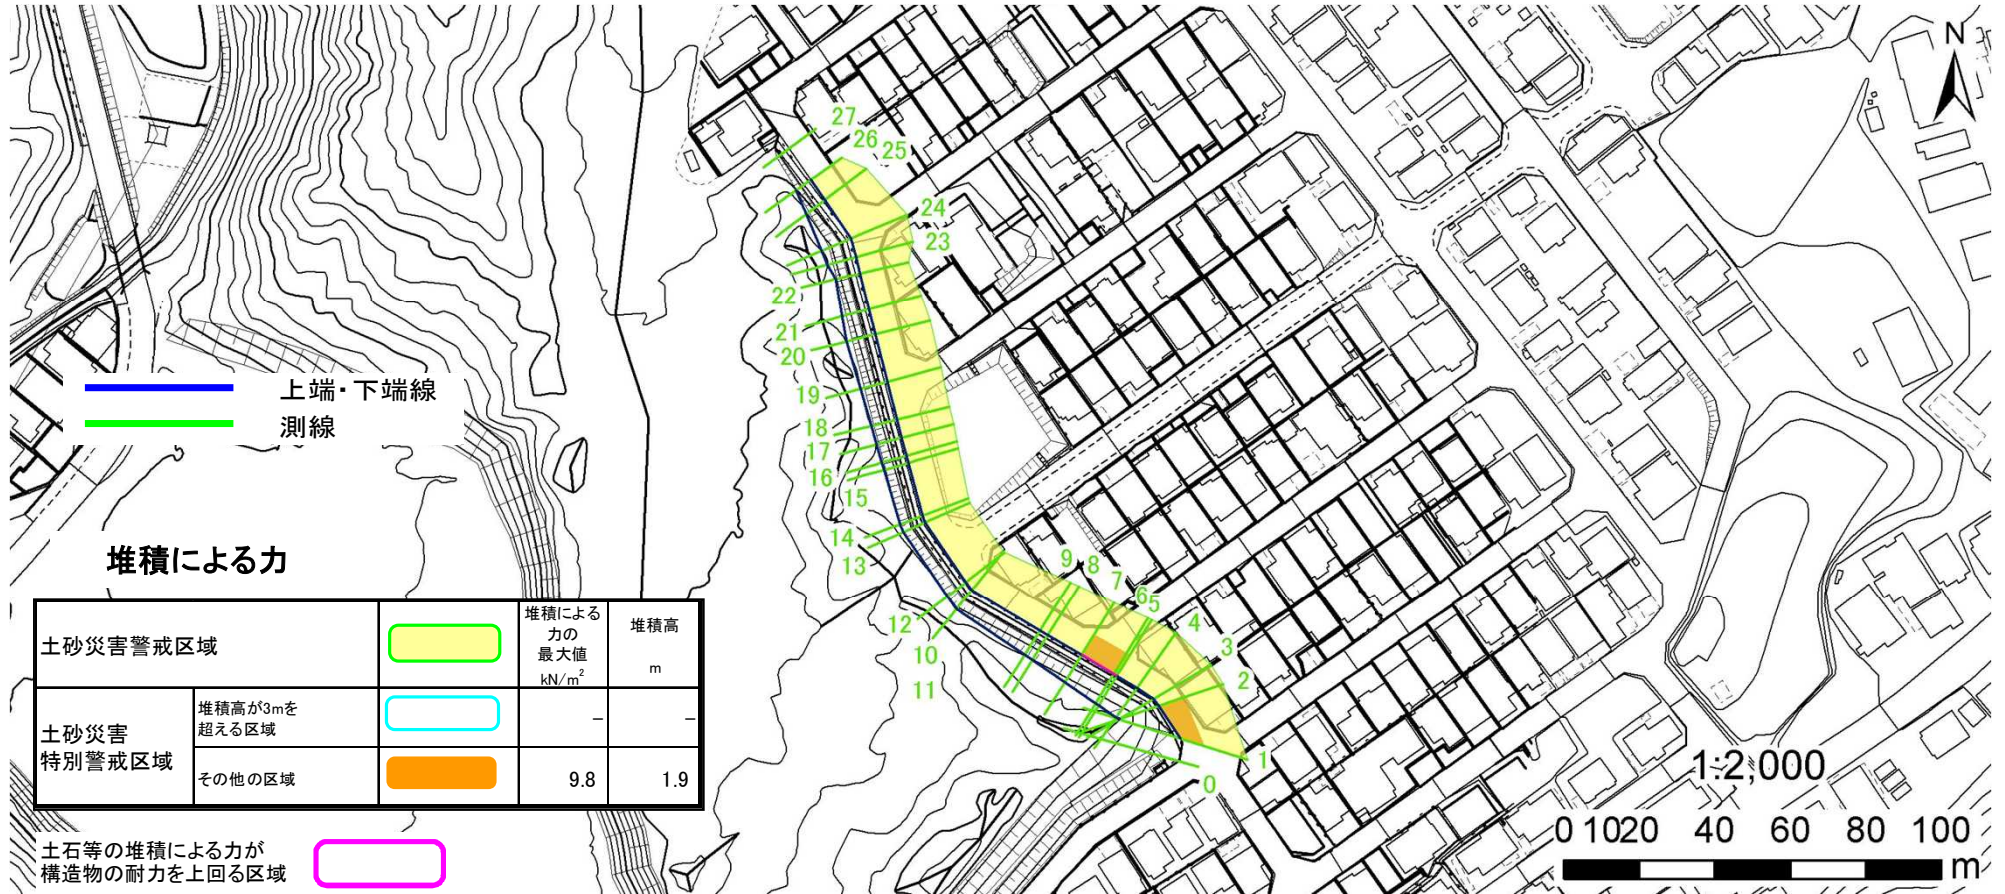 N
27
26
25
24
23
22
21
20
19
18
17
16
15
14
13
12
10
11
9
8
7
6
5
4
3
2
1
0
上端・下端線
測線
堆積による力
土砂災害警戒区域
堆積による
力の
最大値
kN/m²
堆積高
m
土砂災害
特別警戒区域
堆積高が3mを
超える区域
–
–
その他の区域
9.8
1.9
土石等の堆積による力が
構造物の耐力を上回る区域
1:2,000
0 1020 40 60 80 100
m